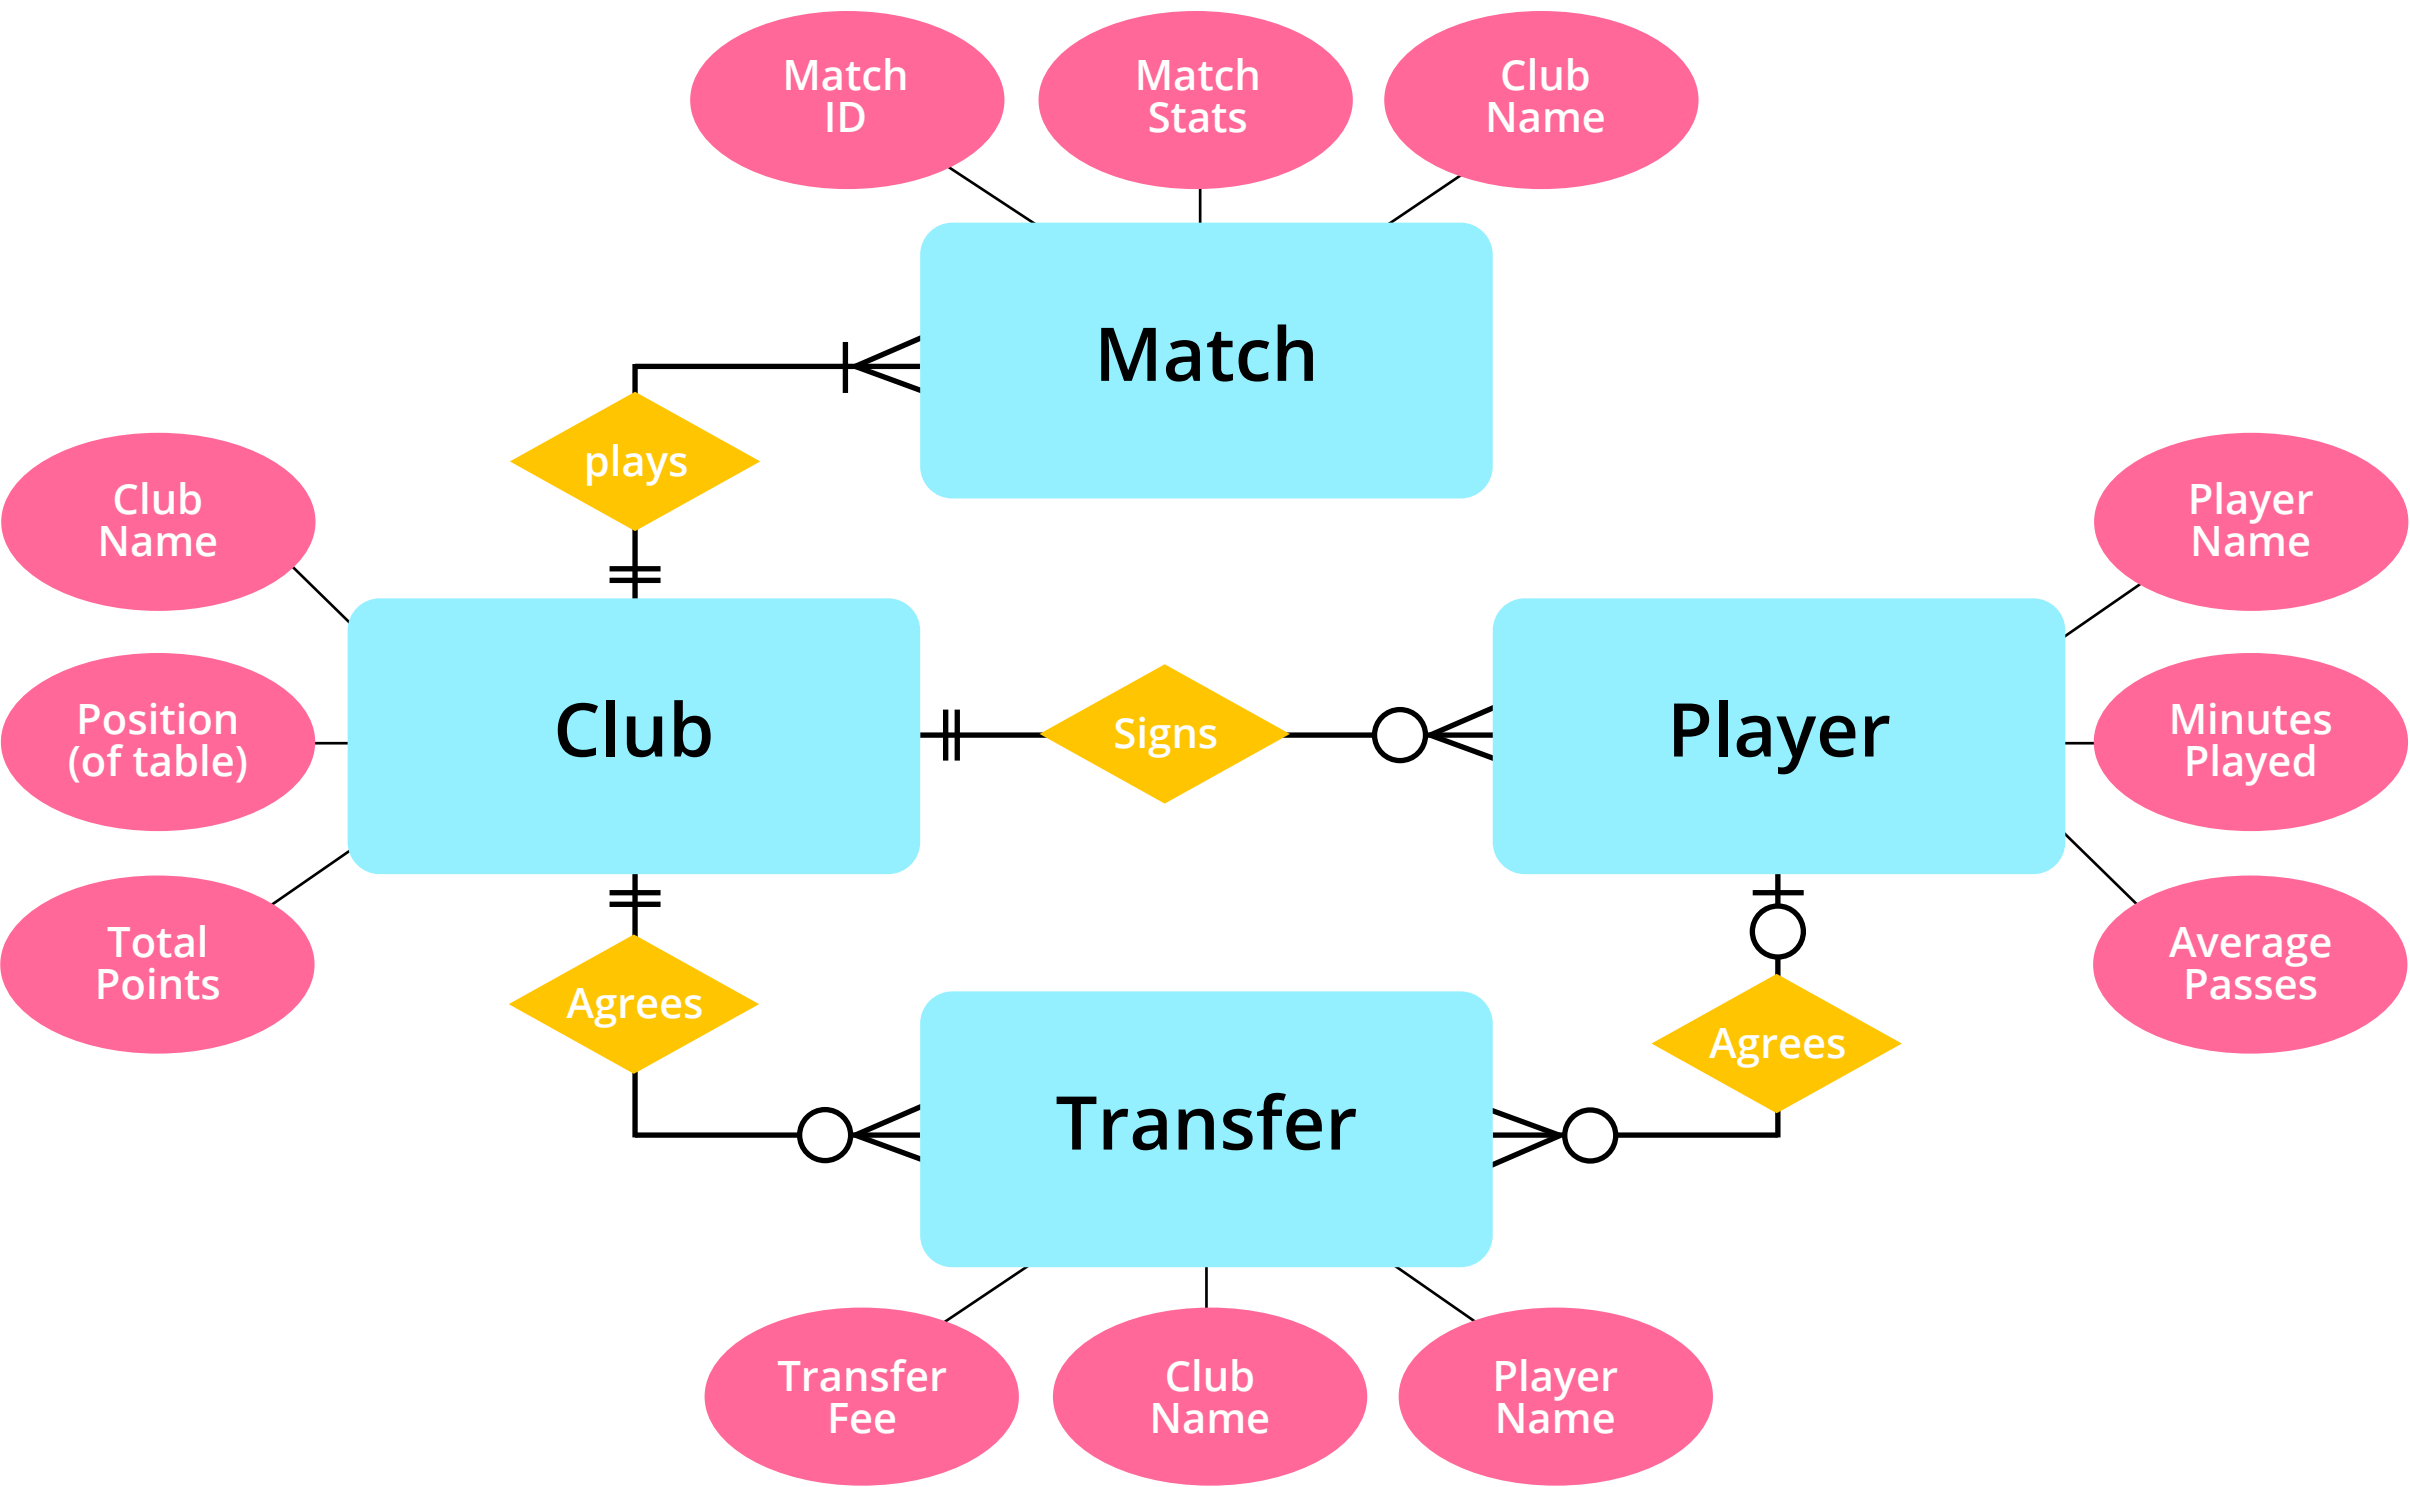 Match
ID
Match
Stats
Club
Name
Match
plays
Club
Name
Player
Name
Position
(of table)
Club
Signs
Player
Minutes
Played
Total
Points
Agrees
Average
Passes
Agrees
Transfer
Transfer
Fee
Club
Name
Player
Name